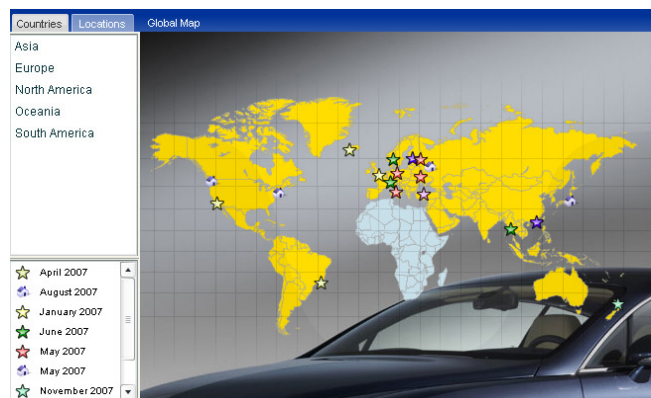 Countries
Locations
Global Map
Asia
Europe
North America
Oceania
South America
April 2007
August 2007
January 2007
June 2007
May 2007
May 2007
November 2007